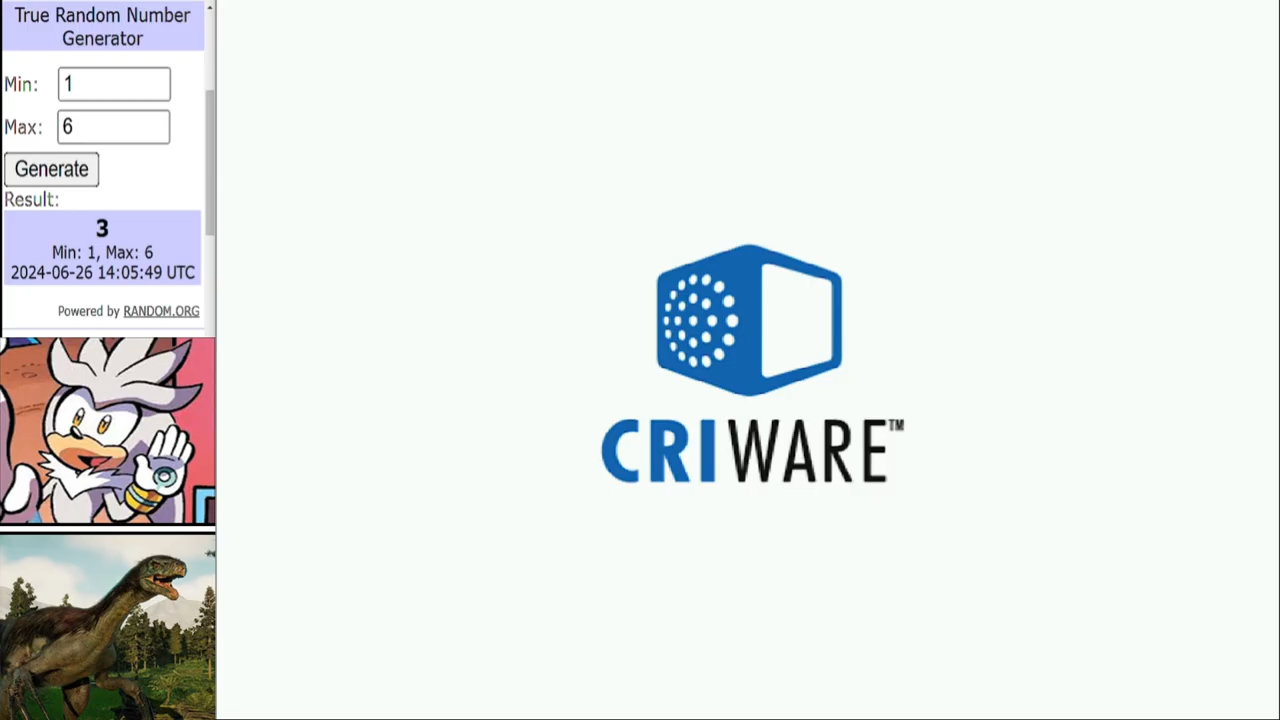 True Random Number
Generator
Min: 1
Max: 6
Generate
Result:
3
Min: 1, Max: 6
2024-06-26 14:05:49 UTC
Powered by RANDOM.ORG
CRIWARE™